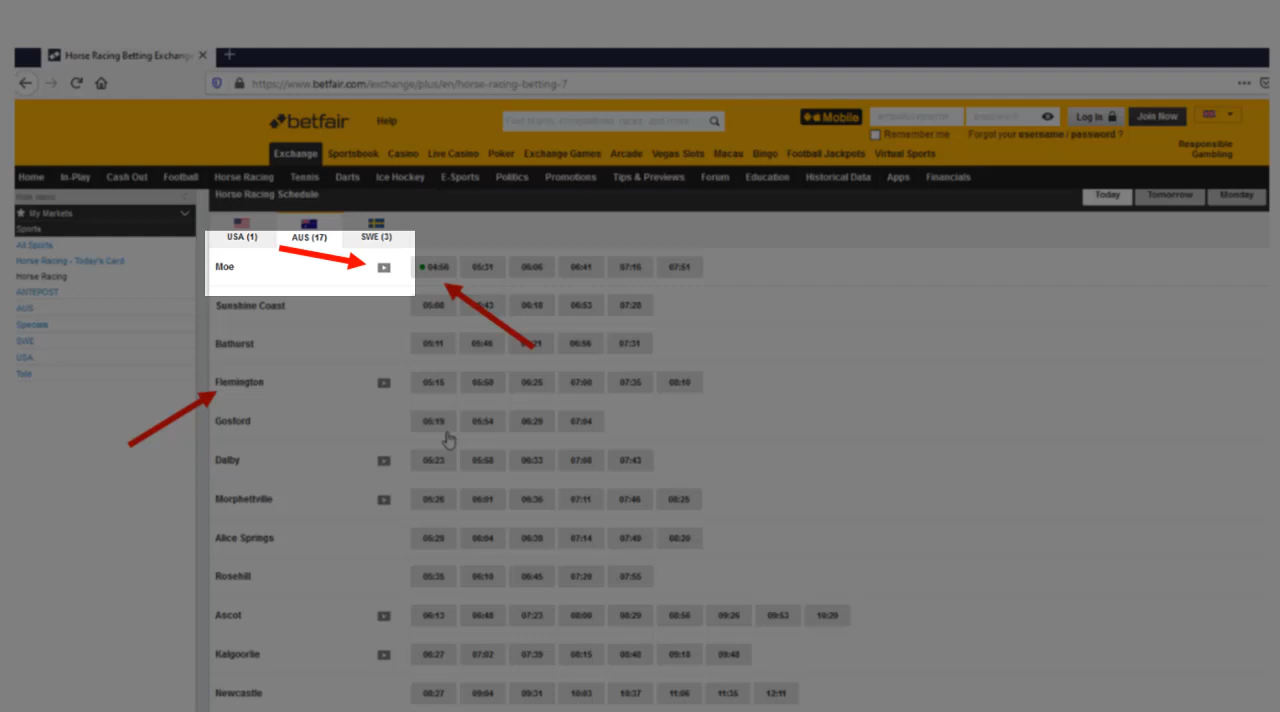 Horse Racing Betting Exchang
https://www.betfair.com/exchange/plus/en/horse-racing-betting-7
betfair Help Mobile Log In Join Now
Remember me Forgot your username / password ?
Exchange Sportsbook Casino Live Casino Poker Exchange Games Arcade Vegas Slots Macau Bingo Football Jackpots Virtual Sports
Responsible
Gambling
Home In-Play Cash Out Football Horse Racing Tennis Darts Ice Hockey E-Sports Politics Promotions Tips & Previews Forum Education Historical Data Apps Financials
Horse Racing Schedule Today Tomorrow Monday
My Markets
Sports
All Sports
Horse Racing - Today's Card
Horse Racing
ANTEPOST
AUS
Specials
SWE
USA
Tote
USA (1) AUS (17) SWE (3)
Moe 04:56 05:31 06:06 06:41 07:16 07:51
Sunshine Coast 05:08 05:43 06:18 06:53 07:28
Bathurst 05:11 05:46 06:56 07:31
Flemington 05:15 05:50 06:25 07:00 07:35 08:10
Gosford 05:19 05:54 06:29 07:04
Dalby 05:23 05:58 06:33 07:08 07:43
Morphettville 05:26 06:01 06:36 07:11 07:46 08:25
Alice Springs 05:29 06:04 06:39 07:14 07:49 08:20
Rosehill 05:35 06:10 06:45 07:20 07:55
Ascot 06:13 06:48 07:23 08:00 08:29 08:56 09:26 09:53 10:20
Kalgoorlie 06:27 07:02 07:39 08:15 08:48 09:18 09:48
Newcastle 08:27 09:04 09:31 10:03 10:37 11:06 11:35 12:11